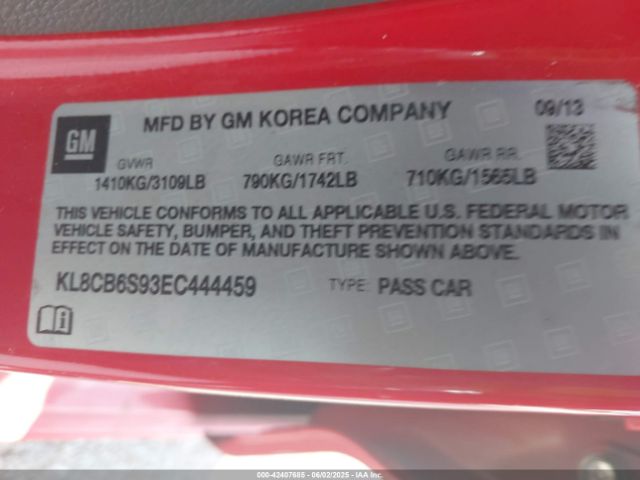 MFD BY GM KOREA COMPANY 09/13
GM
GVWR GAWR FRT. GAWR RR.
1410KG/3109LB 790KG/1742LB 710KG/1565LB
THIS VEHICLE CONFORMS TO ALL APPLICABLE U.S. FEDERAL MOTOR
VEHICLE SAFETY, BUMPER, AND THEFT PREVENTION STANDARDS IN
EFFECT ON THE DATE OF MANUFACTURE SHOWN ABOVE.
KL8CB6S93EC444459 TYPE: PASS CAR
000-42407685 - 06/02/2025 - IAAI.COM